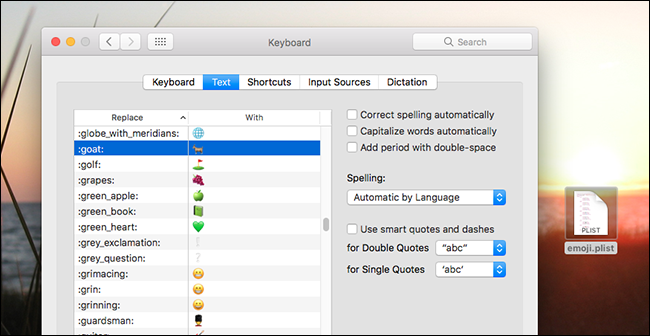 Keyboard
Search
Keyboard Text Shortcuts Input Sources Dictation
Replace With
:globe_with_meridians: 🌐
:goat: 🐐
:golf: ⛳
:grapes: 🍇
:green_apple: 🍏
:green_book: 📗
:green_heart: 💚
:grey_exclamation: ❕
:grey_question: ❔
:grimacing: 😬
:grin: 😁
:grinning: 😀
:guardsman: 💂
Correct spelling automatically
Capitalize words automatically
Add period with double-space
Spelling:
Automatic by Language
Use smart quotes and dashes
for Double Quotes “abc”
for Single Quotes ‘abc’
PLIST
emoji.plist